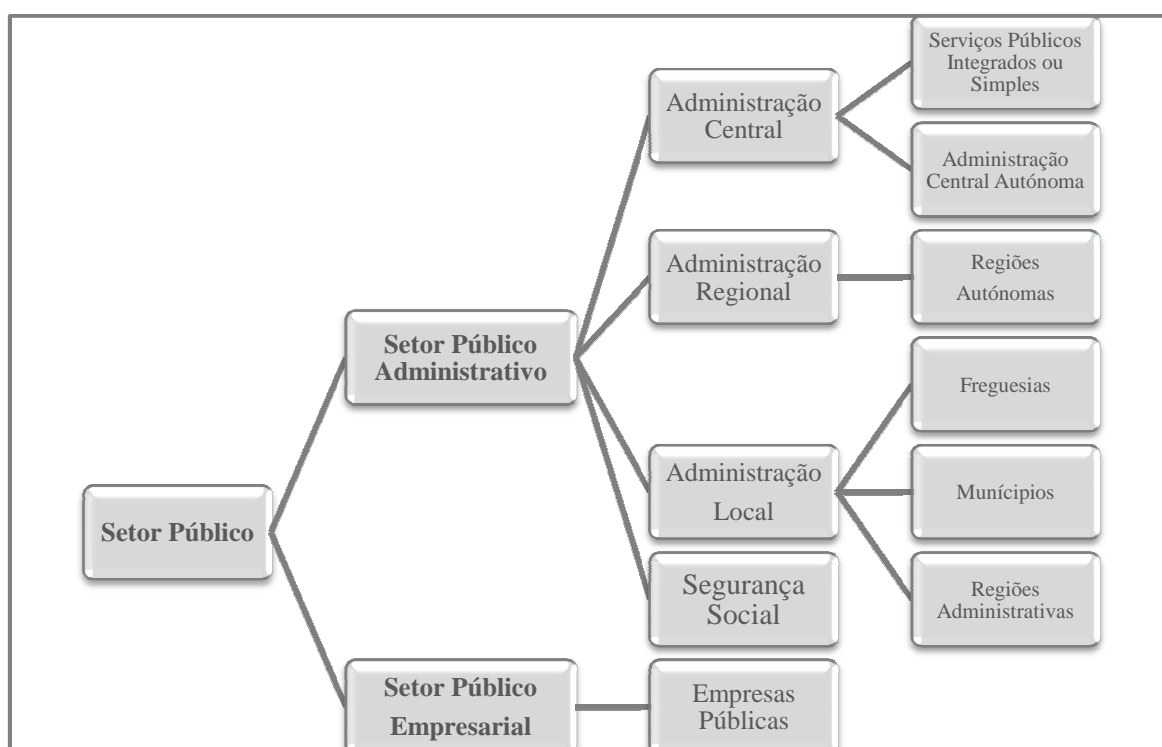 Serviços Públicos
Integrados ou
Simples
Administração
Central
Administração
Central Autónoma
Administração
Regional
Regiões
Autónomas
Setor Público
Administrativo
Freguesias
Administração
Local
Munícipios
Setor Público
Segurança
Social
Regiões
Administrativas
Setor Público
Empresarial
Empresas
Públicas